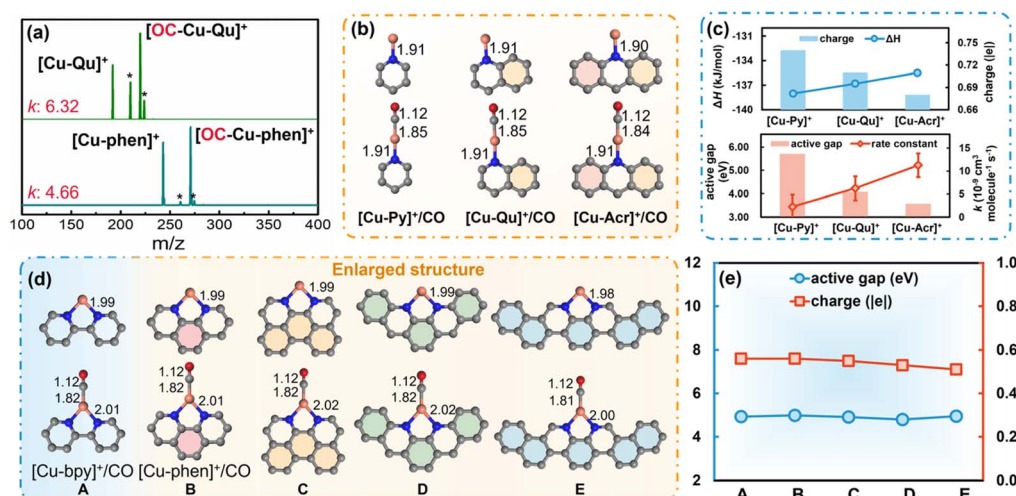 (a)
[OC-Cu-Qu]+
[Cu-Qu]+
*
*
k: 6.32
[Cu-phen]+
[OC-Cu-phen]+
k: 4.66
*
*
100 150 200 250 300 350 400
m/z
(b)
1.91
1.91
1.90
1.12
1.85
1.91
1.12
1.85
1.91
1.12
1.84
1.91
[Cu-Py]+/CO
[Cu-Qu]+/CO
[Cu-Acr]+/CO
(c)
charge
ΔH
ΔH (kJ/mol)
-131
-134
-137
-140
0.75
0.72
0.69
0.66
charge (|e|)
[Cu-Py]+
[Cu-Qu]+
[Cu-Acr]+
active gap
rate constant
active gap
(eV)
6.00
5.00
4.00
3.00
15
10
5
0
k (10-9 cm3
molecule-1 s-1)
[Cu-Py]+
[Cu-Qu]+
[Cu-Acr]+
(d)
Enlarged structure
1.99
1.99
1.99
1.99
1.98
1.12
1.82
2.01
1.12
1.82
2.01
1.12
1.82
2.02
1.12
1.82
2.02
1.12
1.81
2.00
[Cu-bpy]+/CO
[Cu-phen]+/CO
A
B
C
D
E
(e)
active gap (eV)
charge (|e|)
12
10
8
6
4
2
1.0
0.8
0.6
0.4
0.2
0.0
A B C D E